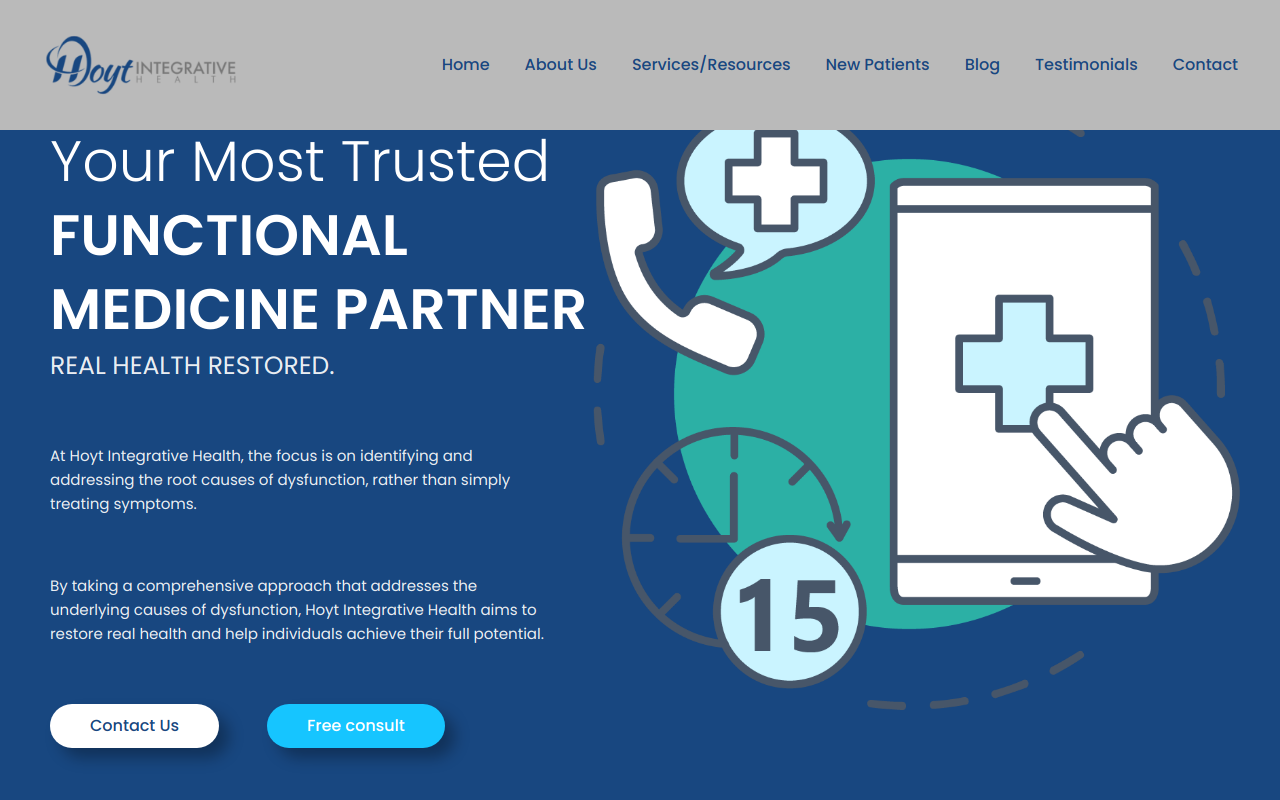 Hoyt INTEGRATIVE
HEALTH
Home About Us Services/Resources New Patients Blog Testimonials Contact
Your Most Trusted
FUNCTIONAL
MEDICINE PARTNER
REAL HEALTH RESTORED.
At Hoyt Integrative Health, the focus is on identifying and
addressing the root causes of dysfunction, rather than simply
treating symptoms.
By taking a comprehensive approach that addresses the
underlying causes of dysfunction, Hoyt Integrative Health aims to
restore real health and help individuals achieve their full potential.
Contact Us Free consult
15